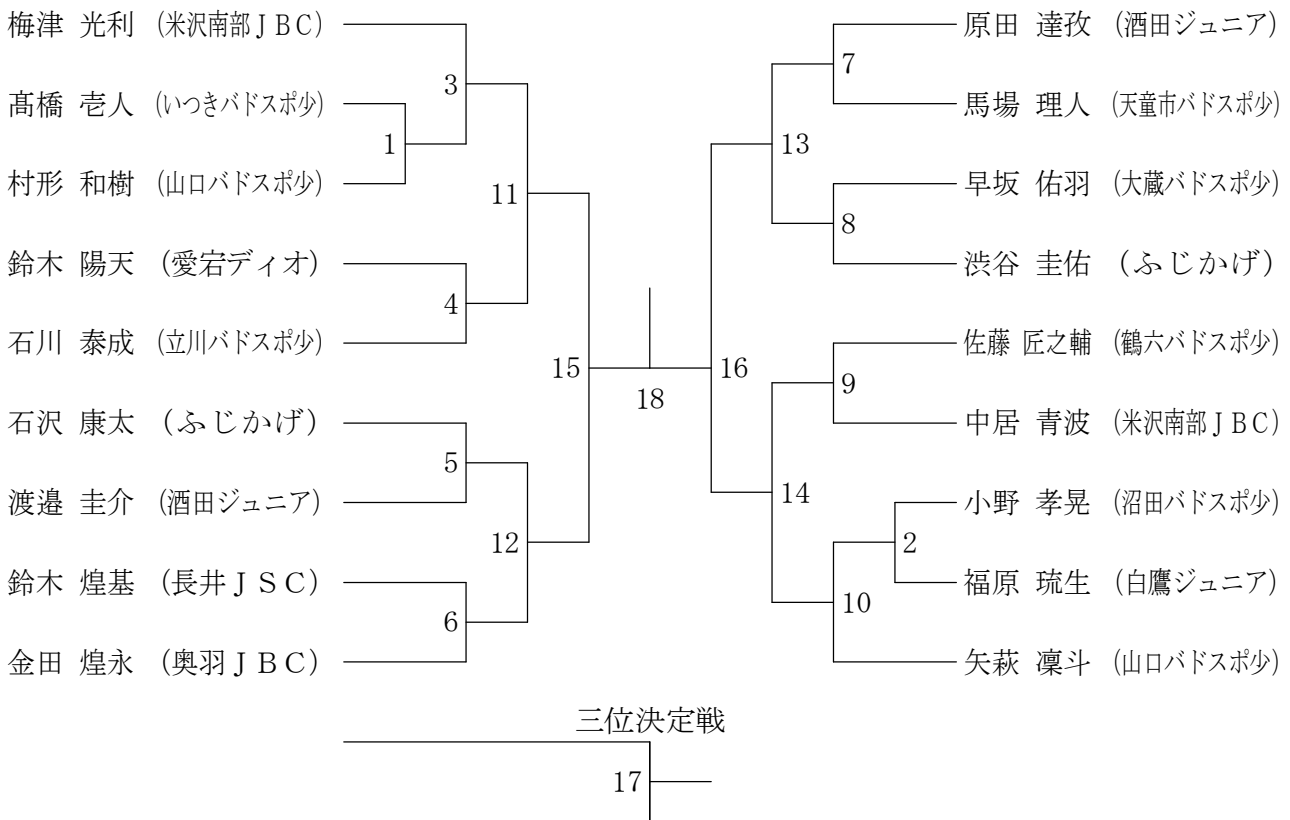 梅津 光利 (米沢南部ＪＢＣ)
髙橋 壱人 (いつきバドスポ少)
村形 和樹 (山口バドスポ少)
鈴木 陽天 (愛宕ディオ)
石川 泰成 (立川バドスポ少)
石沢 康太 (ふじかげ)
渡邉 圭介 (酒田ジュニア)
鈴木 煌基 (長井ＪＳＣ)
金田 煌永 (奥羽ＪＢＣ)
1
3
4
5
6
11
12
15
18
16
13
14
7
8
9
2
10
原田 達孜 (酒田ジュニア)
馬場 理人 (天童市バドスポ少)
早坂 佑羽 (大蔵バドスポ少)
渋谷 圭佑 (ふじかげ)
佐藤 匠之輔 (鶴六バドスポ少)
中居 青波 (米沢南部ＪＢＣ)
小野 孝晃 (沼田バドスポ少)
福原 琉生 (白鷹ジュニア)
矢萩 凜斗 (山口バドスポ少)
三位決定戦
17